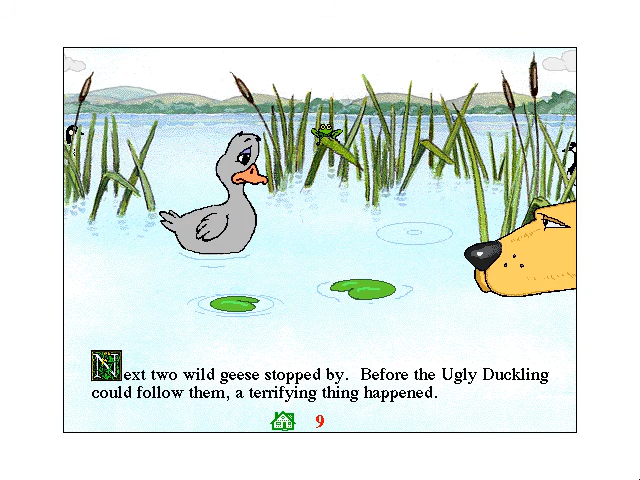 Next two wild geese stopped by.  Before the Ugly Duckling
could follow them, a terrifying thing happened.
9